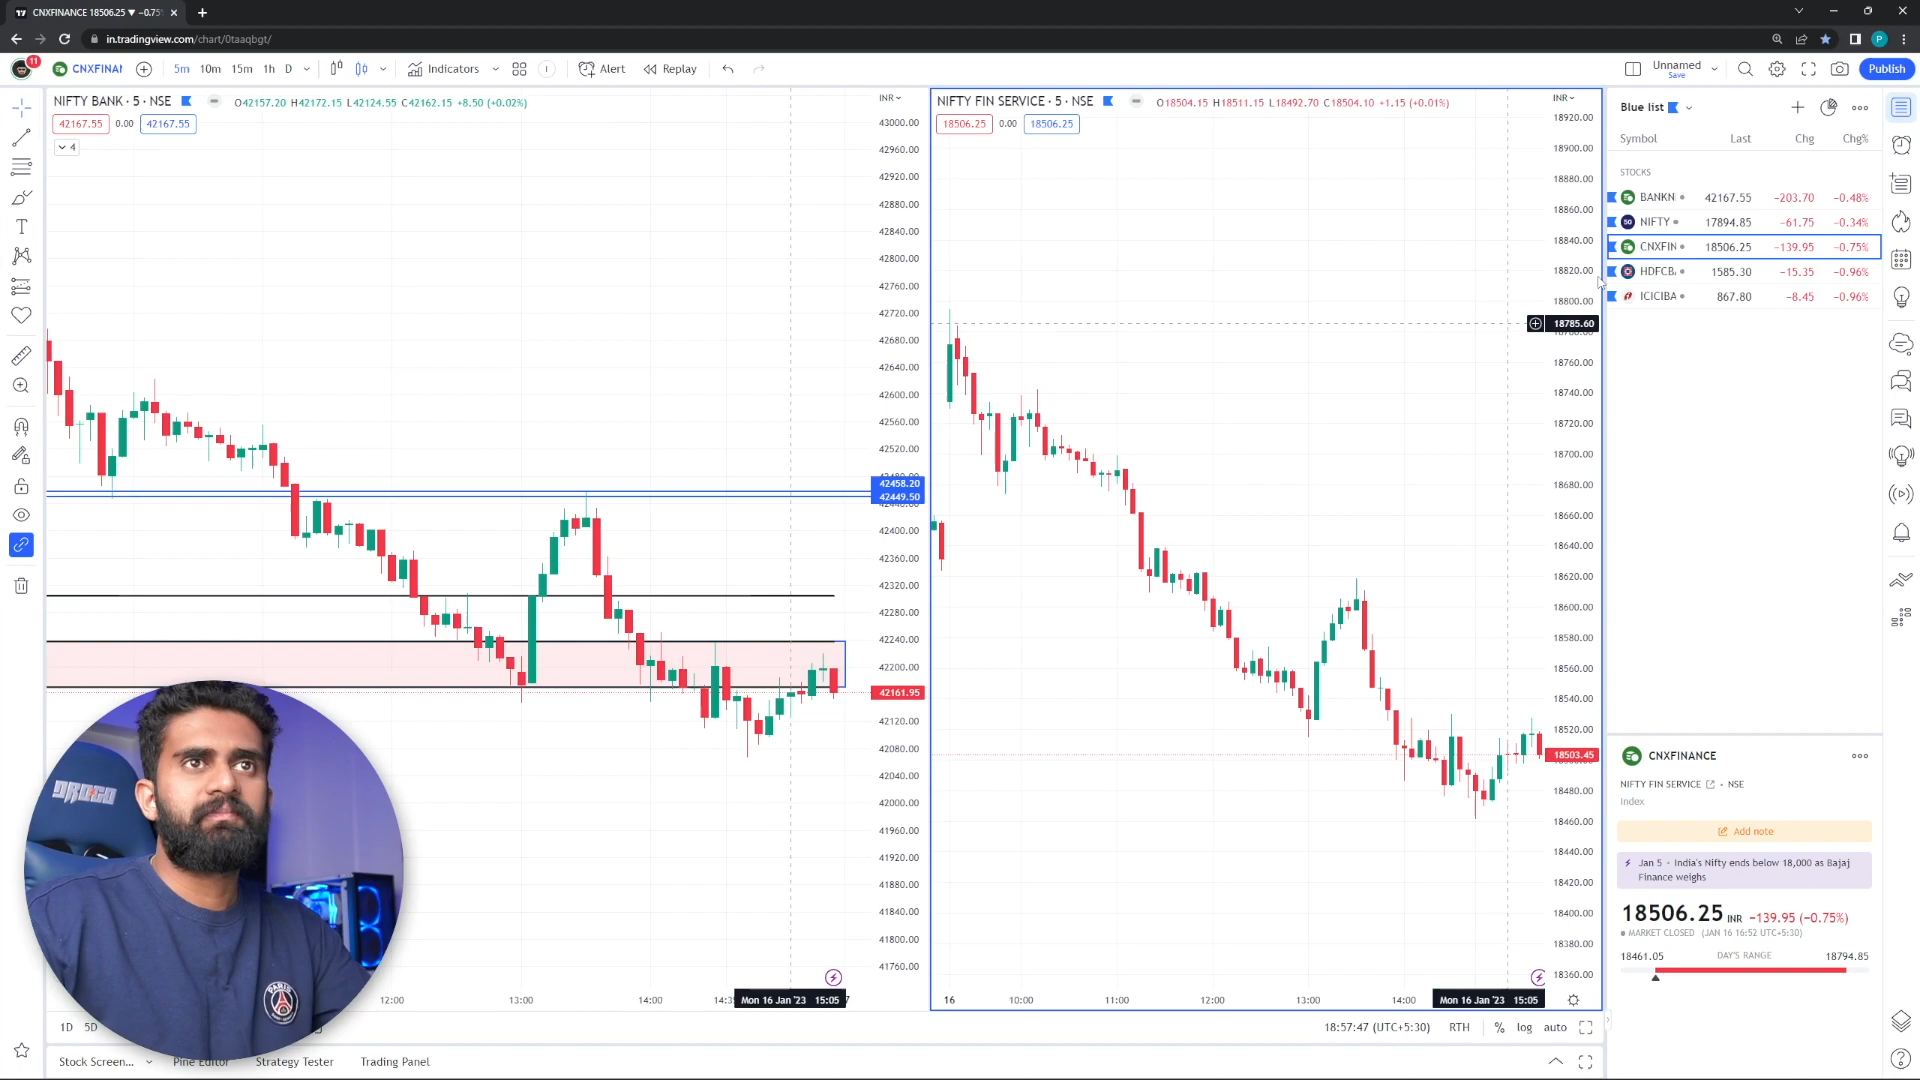 CNXFINANCE 18506.25 ▼ −0.75%
in.tradingview.com/chart/0taaqbgt/
11
CNXFINAN
5m 10m 15m 1h D
Indicators
Alert
Replay
Unnamed
Save
Publish
NIFTY BANK · 5 · NSE
O42157.20 H42172.15 L42124.55 C42162.15 +8.50 (+0.02%)
42167.55 0.00 42167.55
4
INR
43000.00
42960.00
42920.00
42880.00
42840.00
42800.00
42760.00
42720.00
42680.00
42640.00
42600.00
42560.00
42520.00
42480.00
42458.20
42449.50
42440.00
42400.00
42360.00
42320.00
42280.00
42240.00
42200.00
42161.95
42120.00
42080.00
42040.00
42000.00
41960.00
41920.00
41880.00
41840.00
41800.00
41760.00
12:00 13:00 14:00 14:3 Mon 16 Jan '23 15:05
NIFTY FIN SERVICE · 5 · NSE
O18504.15 H18511.15 L18492.70 C18504.10 +1.15 (+0.01%)
18506.25 0.00 18506.25
INR
18920.00
18900.00
18880.00
18860.00
18840.00
18820.00
18800.00
18785.60
18760.00
18740.00
18720.00
18700.00
18680.00
18660.00
18640.00
18620.00
18600.00
18580.00
18560.00
18540.00
18520.00
18503.45
18480.00
18460.00
18440.00
18420.00
18400.00
18380.00
18360.00
16 10:00 11:00 12:00 13:00 14:00 Mon 16 Jan '23 15:05
Blue list
Symbol Last Chg Chg%
STOCKS
BANKN 42167.55 −203.70 −0.48%
50 NIFTY 17894.85 −61.75 −0.34%
CNXFIN 18506.25 −139.95 −0.75%
HDFCB 1585.30 −15.35 −0.96%
ICICIBA 867.80 −8.45 −0.96%
CNXFINANCE
NIFTY FIN SERVICE · NSE
Index
Add note
Jan 5 · India's Nifty ends below 18,000 as Bajaj
Finance weighs
18506.25 INR −139.95 (−0.75%)
MARKET CLOSED (JAN 16 16:52 UTC+5:30)
18461.05 DAY'S RANGE 18794.85
DROGO
PARIS
1D 5D
18:57:47 (UTC+5:30) RTH % log auto
Stock Screen... Pine Editor Strategy Tester Trading Panel